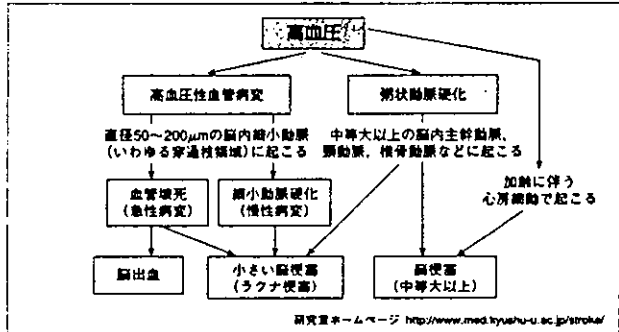 高血圧
高血圧性血管病変
粥状動脈硬化
直径50〜200μmの脳内細小動脈
(いわゆる穿通枝領域)に起こる
中等大以上の脳内主幹動脈、
頸動脈、椎骨動脈などに起こる
加齢に伴う
心房細動で起こる
血管壊死
(急性病変)
細小動脈硬化
(慢性病変)
脳出血
小さい脳梗塞
(ラクナ梗塞)
脳梗塞
(中等大以上)
研究室ホームページ http://www.med.kyushu-u.ac.jp/stroke/